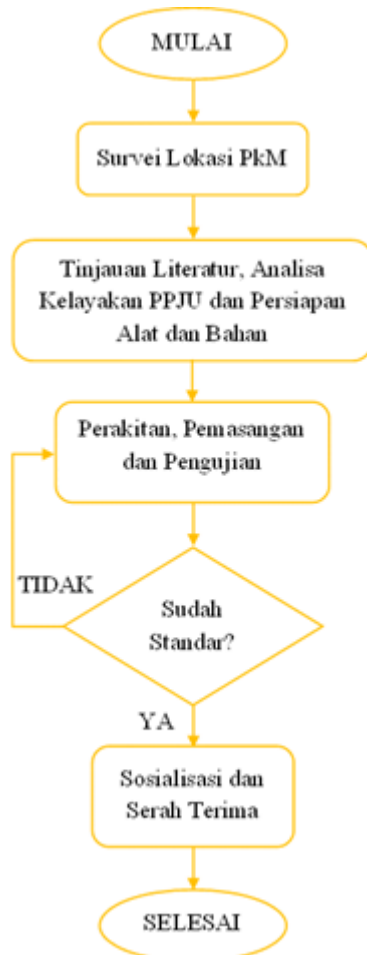 MULAI
Survei Lokasi PkM
Tinjauan Literatur, Analisa
Kelayakan PPJU dan Persiapan
Alat dan Bahan
Perakitan, Pemasangan
dan Pengujian
TIDAK
Sudah
Standar?
YA
Sosialisasi dan
Serah Terima
SELESAI